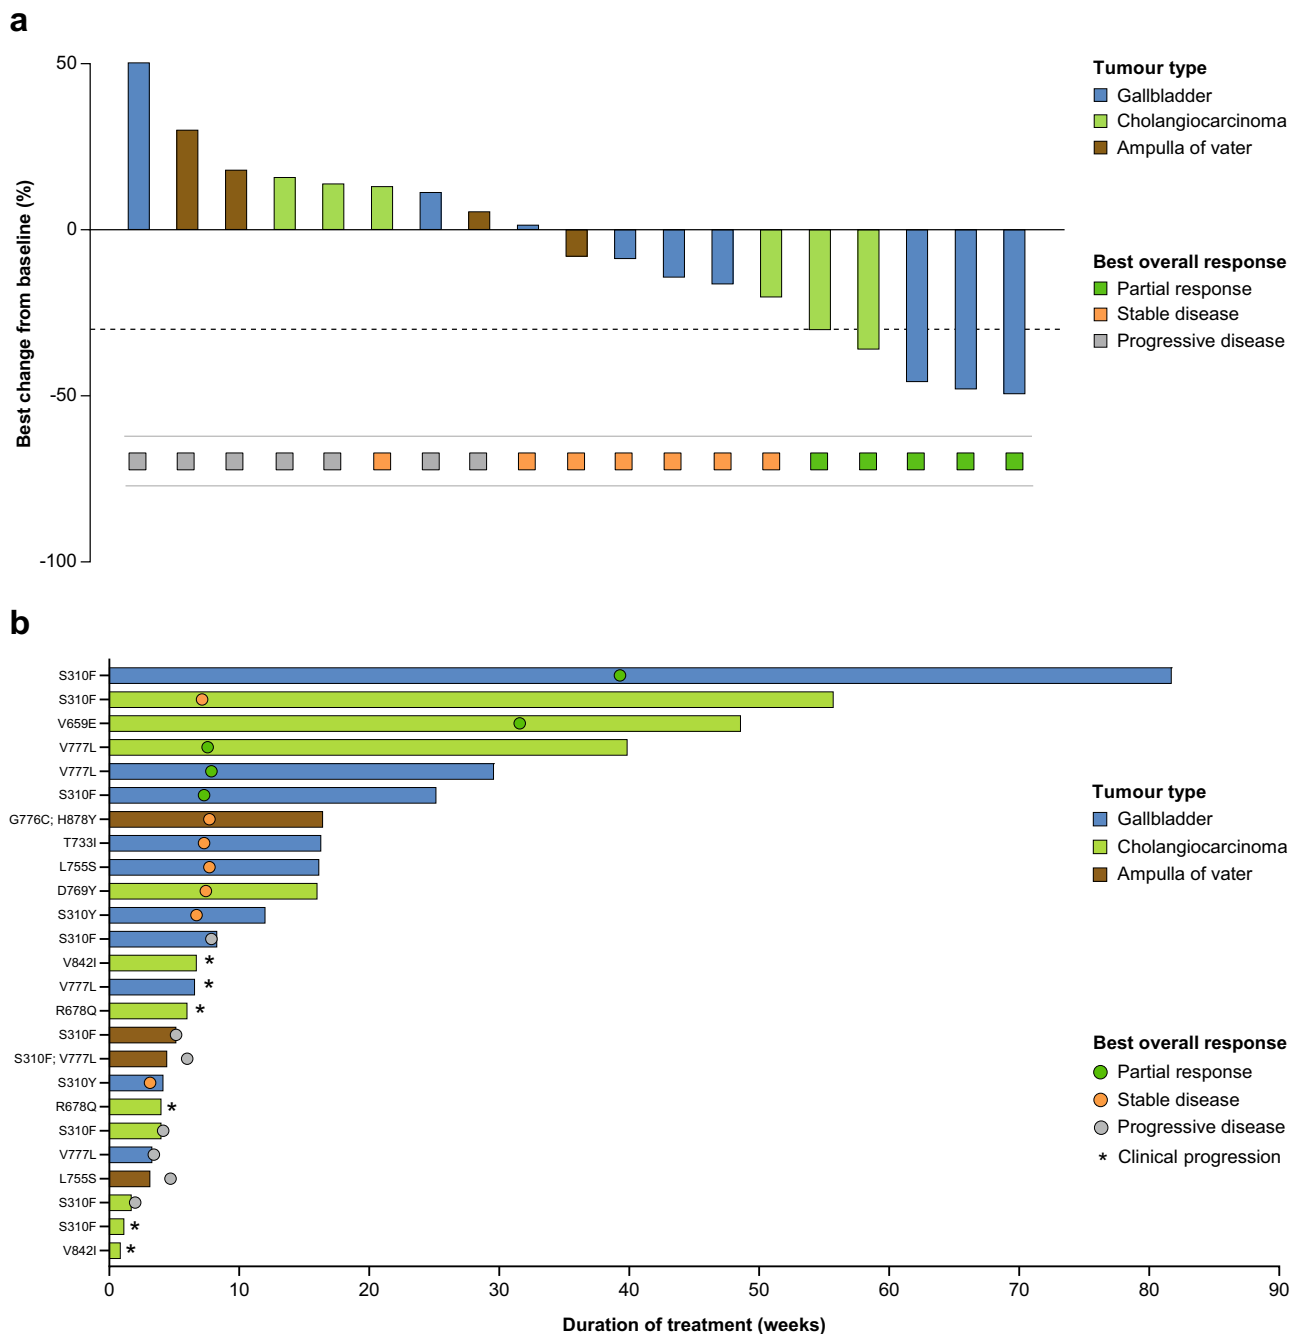 a
50
0
-50
-100
Best change from baseline (%)
Tumour type
Gallbladder
Cholangiocarcinoma
Ampulla of vater
Best overall response
Partial response
Stable disease
Progressive disease
b
S310F
S310F
V659E
V777L
V777L
S310F
G776C; H878Y
T733I
L755S
D769Y
S310Y
S310F
V842I
V777L
R678Q
S310F
S310F; V777L
S310Y
R678Q
S310F
V777L
L755S
S310F
S310F
V842I
*
*
*
*
*
*
0 10 20 30 40 50 60 70 80 90
Duration of treatment (weeks)
Tumour type
Gallbladder
Cholangiocarcinoma
Ampulla of vater
Best overall response
Partial response
Stable disease
Progressive disease
* Clinical progression